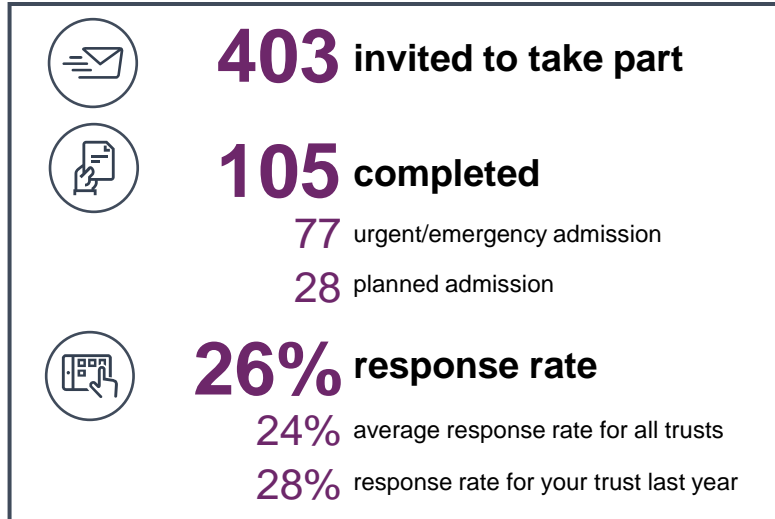 403 invited to take part
105 completed
77 urgent/emergency admission
28 planned admission
26% response rate
24% average response rate for all trusts
28% response rate for your trust last year